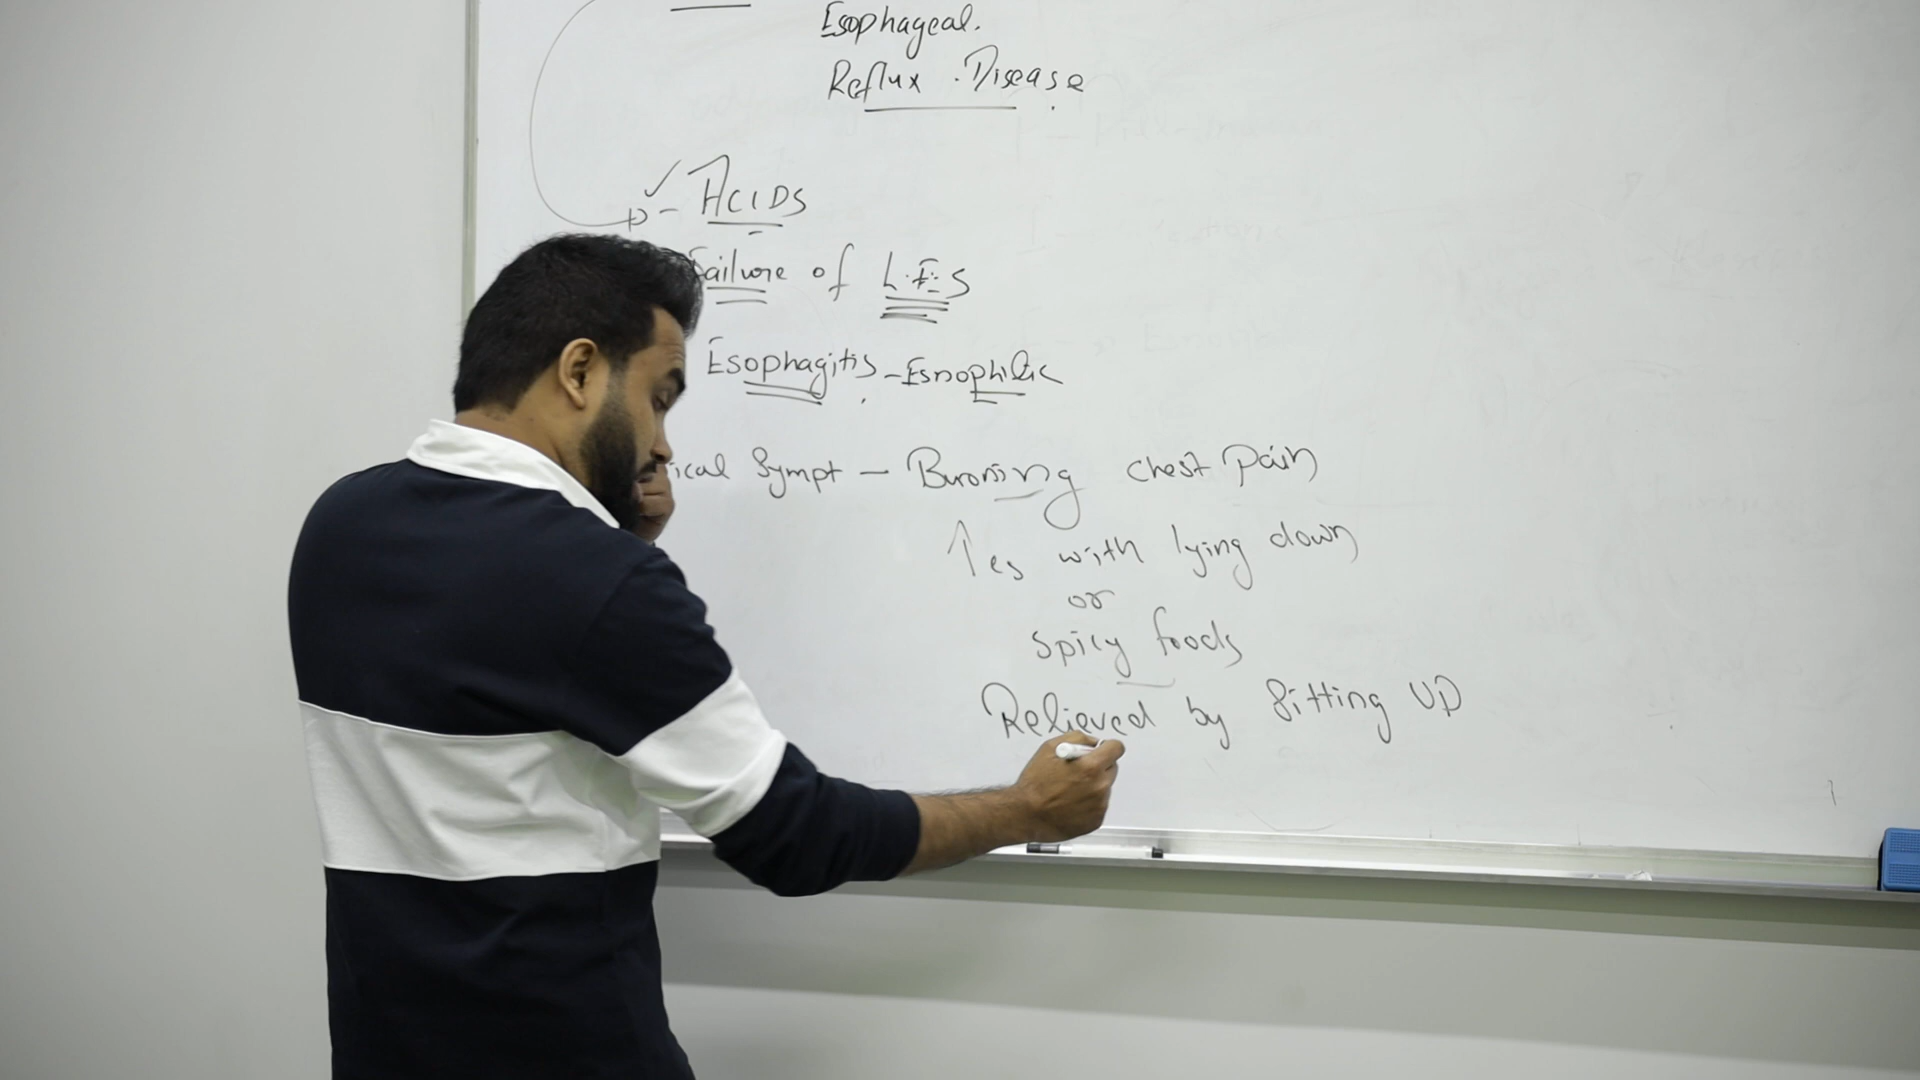 Esophageal.
Reflux . Disease
✓ - ACIDS
Failure of L.E.S
Esophagitis - Esnophilic
ical Sympt - Burning chest Pain
↑es with lying down
or
Spicy foods
Relieved by Sitting UP